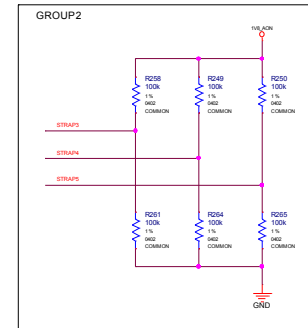 GROUP2
1V8_AON
R258
100k
1%
0402
COMMON
R249
100k
1%
0402
COMMON
R250
100k
1%
0402
COMMON
STRAP3
STRAP4
STRAP5
R261
100k
1%
0402
COMMON
R264
100k
1%
0402
COMMON
R265
100k
1%
0402
COMMON
GND